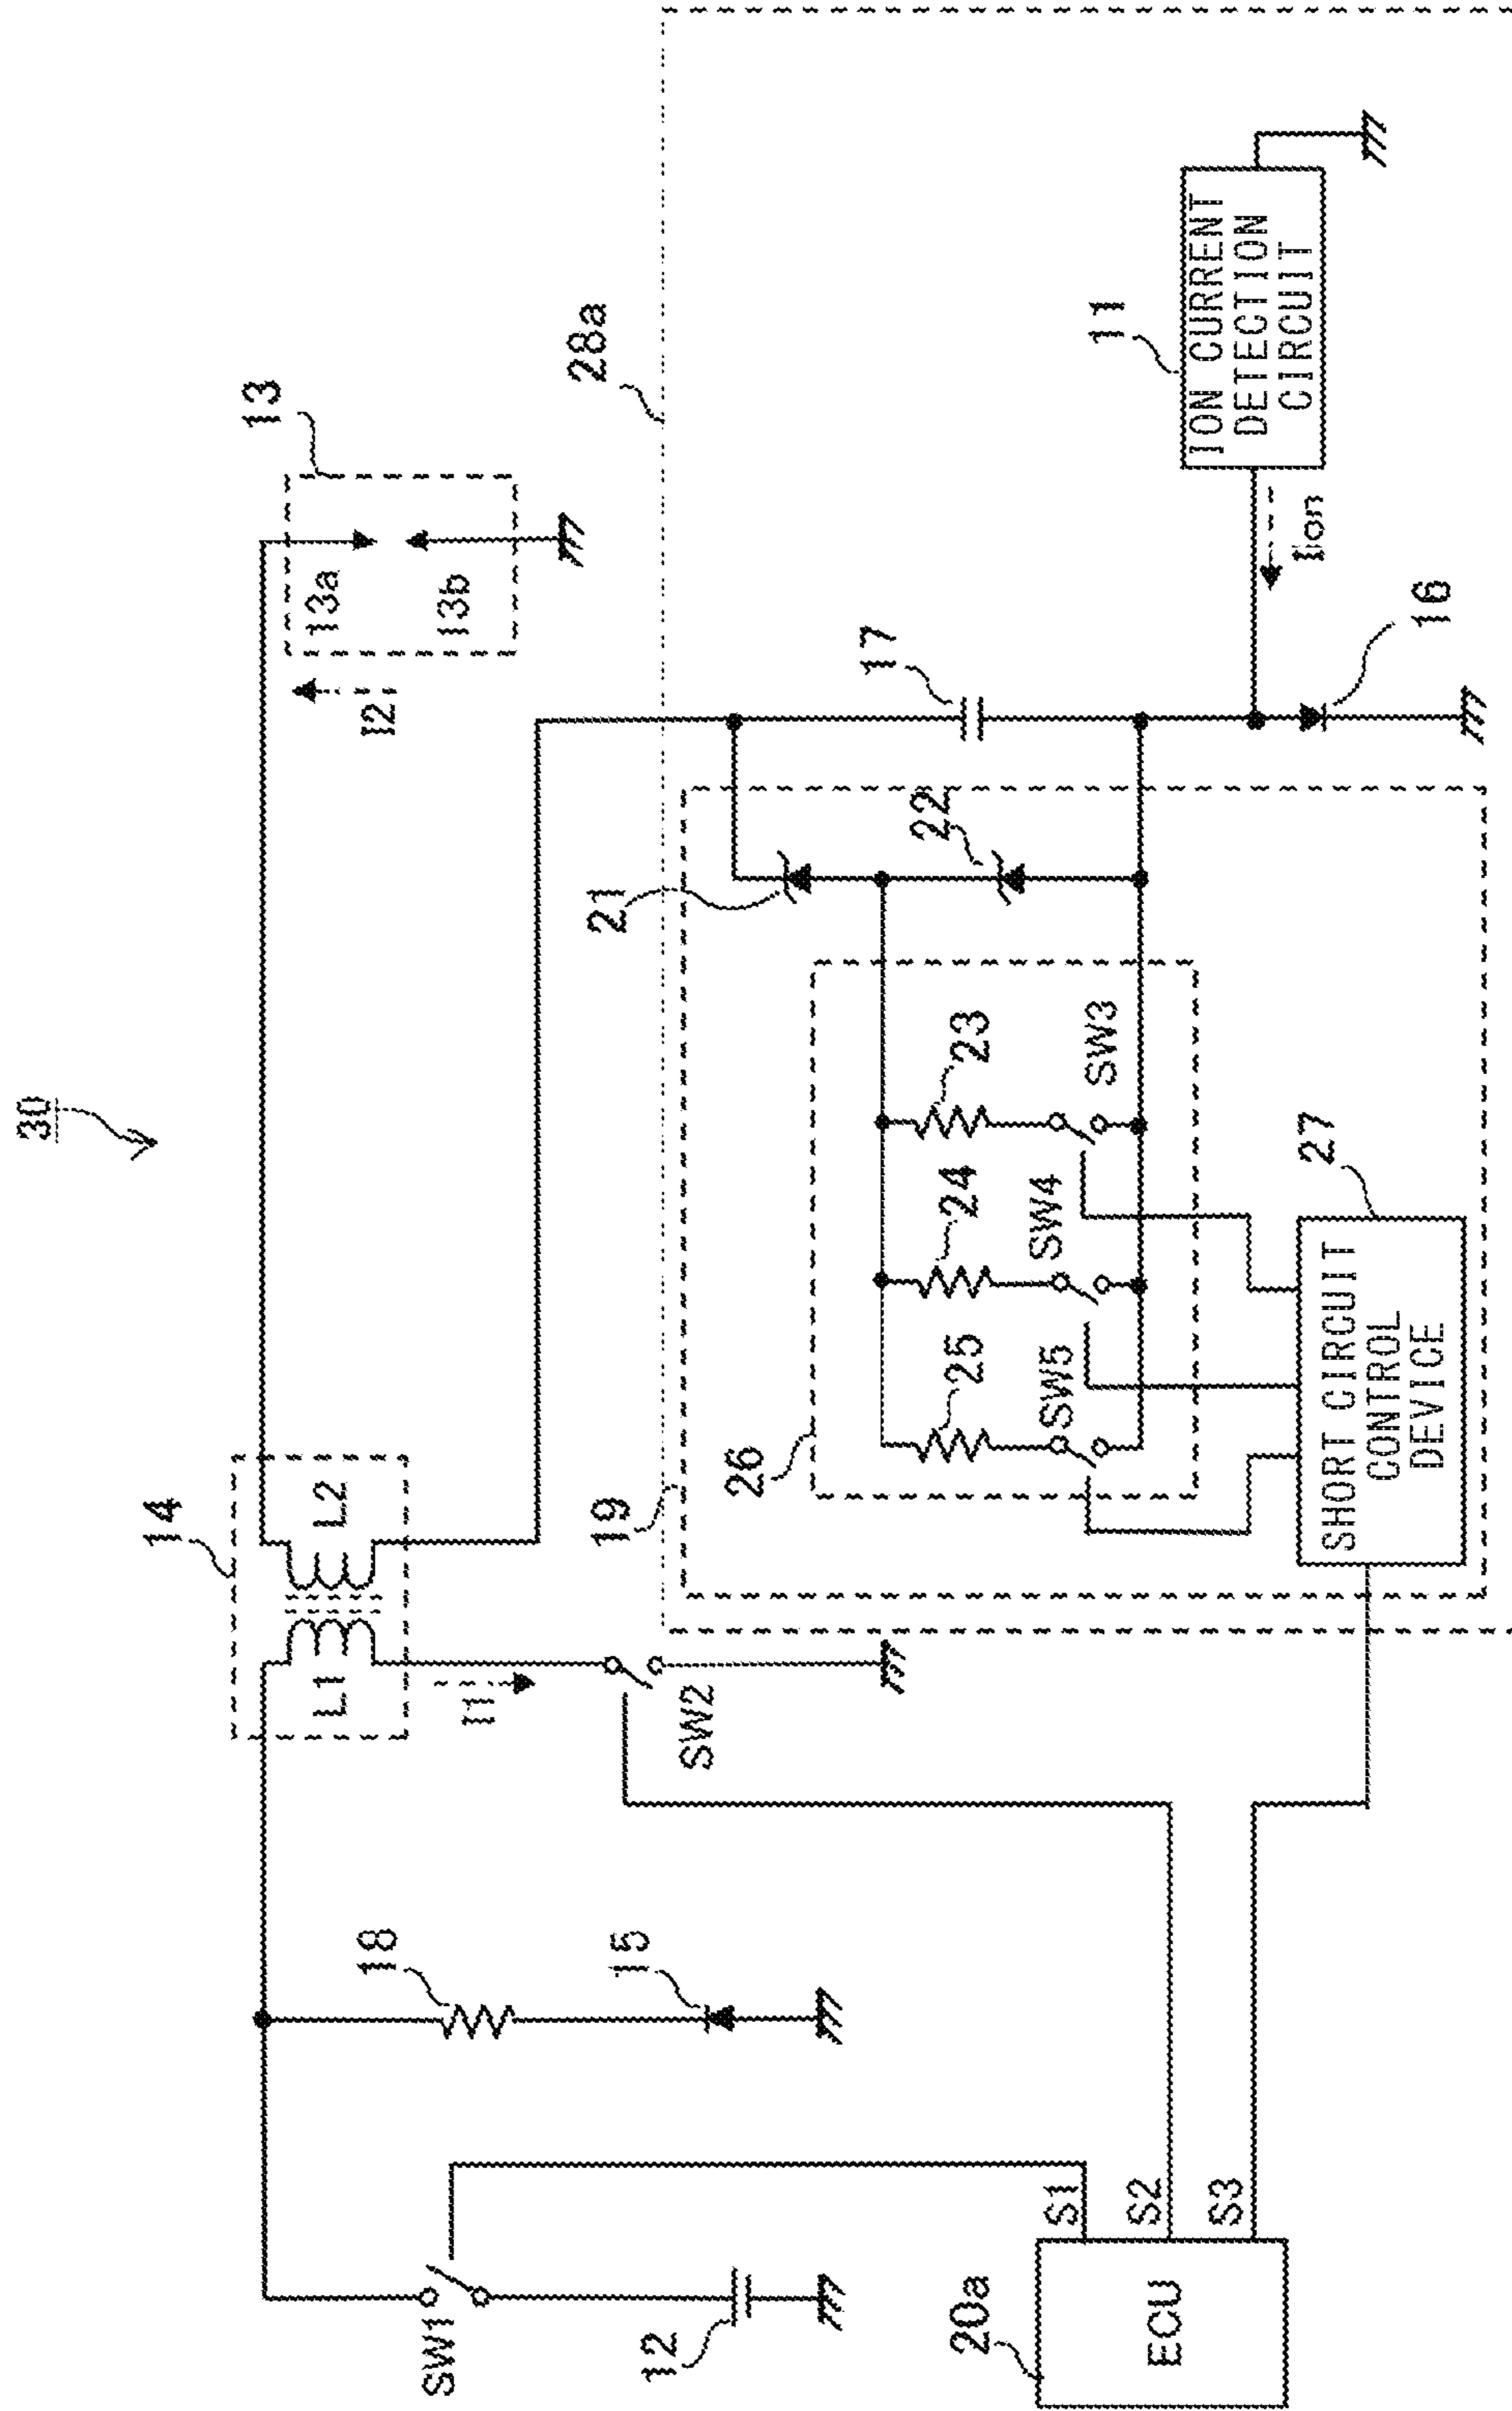 30
14
L1
L2
I1
13
13a
13b
I2
18
15
SW1
12
SW2
28a
19
21
22
17
26
25
24
23
SW5
SW4
SW3
11
ION CURRENT
DETECTION
CIRCUIT
Iion
16
27
SHORT CIRCUIT
CONTROL
DEVICE
20a
ECU
S1
S2
S3